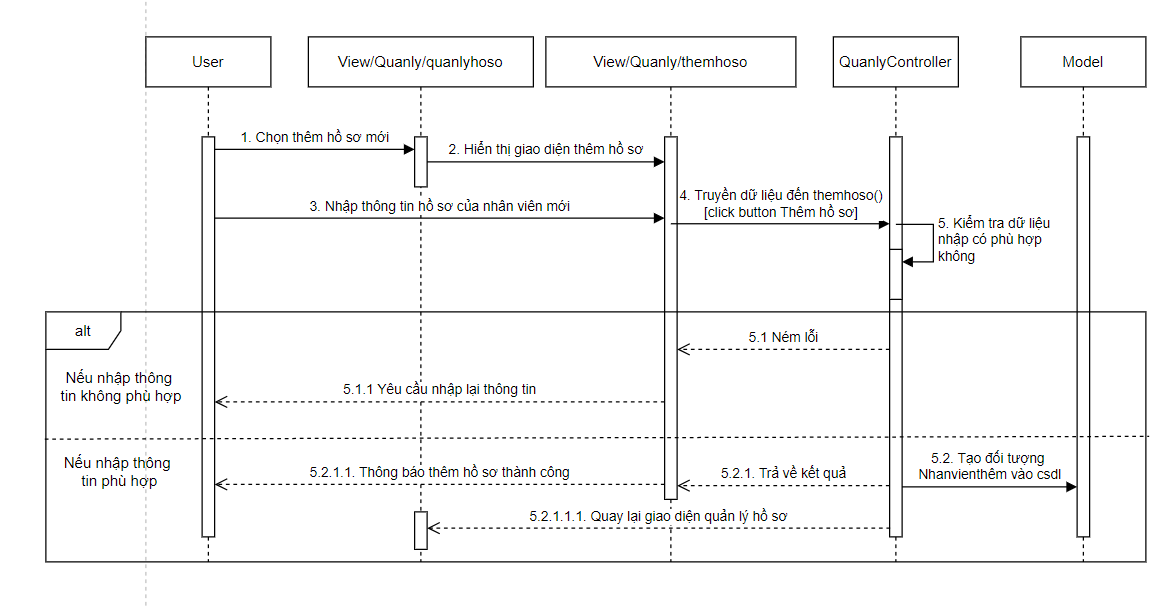 User
View/Quanly/quanlyhoso
View/Quanly/themhoso
QuanlyController
Model
1. Chọn thêm hồ sơ mới
2. Hiển thị giao diện thêm hồ sơ
3. Nhập thông tin hồ sơ của nhân viên mới
4. Truyền dữ liệu đến themhoso()
[click button Thêm hồ sơ]
5. Kiểm tra dữ liệu
nhập có phù hợp
không
alt
5.1 Ném lỗi
Nếu nhập thông
tin không phù hợp
5.1.1 Yêu cầu nhập lại thông tin
Nếu nhập thông
tin phù hợp
5.2. Tạo đối tượng
Nhanvienthêm vào csdl
5.2.1. Trả về kết quả
5.2.1.1. Thông báo thêm hồ sơ thành công
5.2.1.1.1. Quay lại giao diện quản lý hồ sơ